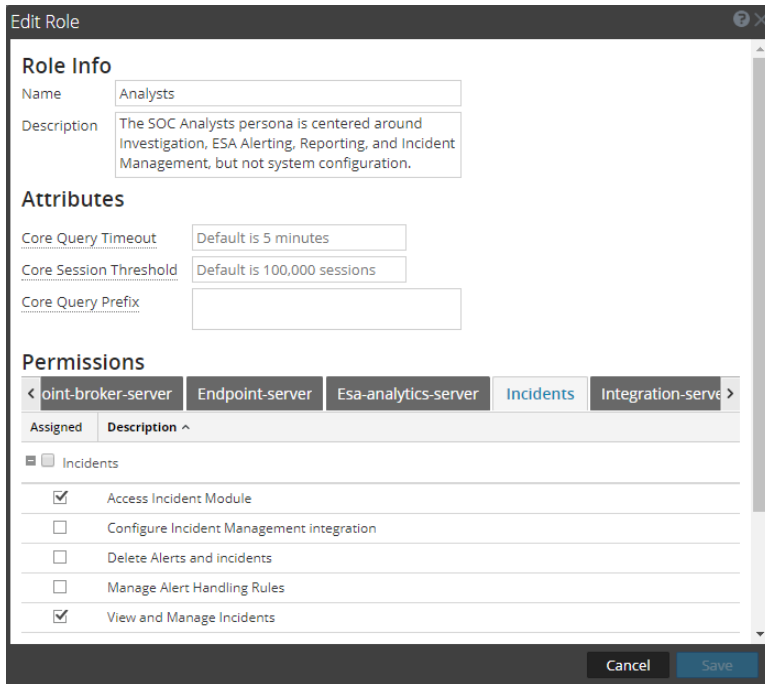 Edit Role
Role Info
Name Analysts
Description The SOC Analysts persona is centered around
Investigation, ESA Alerting, Reporting, and Incident
Management, but not system configuration.
Attributes
Core Query Timeout Default is 5 minutes
Core Session Threshold Default is 100,000 sessions
Core Query Prefix
Permissions
oint-broker-server Endpoint-server Esa-analytics-server Incidents Integration-serve
Assigned Description
Incidents
Access Incident Module
Configure Incident Management integration
Delete Alerts and incidents
Manage Alert Handling Rules
View and Manage Incidents
Cancel Save